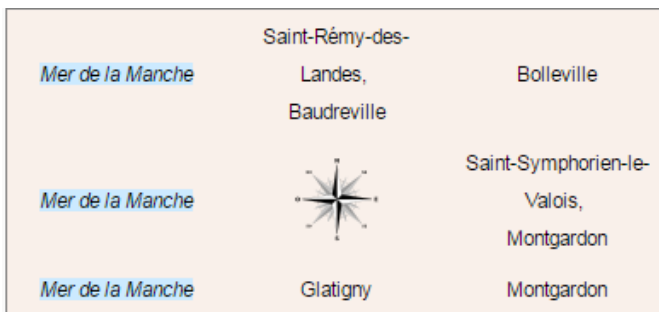 Saint-Rémy-des-
Mer de la Manche Landes, Bolleville
Baudreville
Saint-Symphorien-le-
Mer de la Manche Valois,
Montgardon
Mer de la Manche Glatigny Montgardon